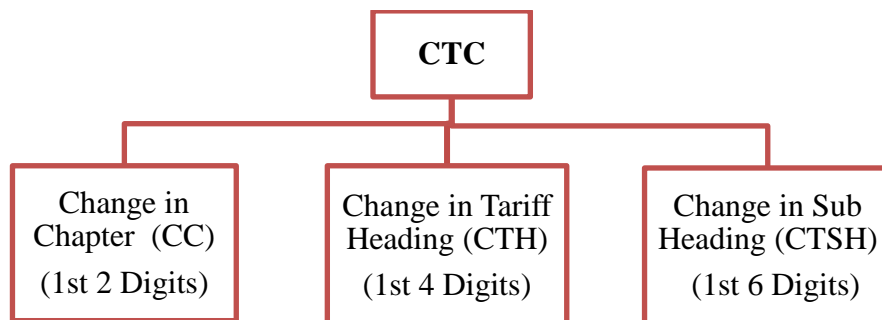 CTC
Change in
Chapter (CC)
(1st 2 Digits)
Change in Tariff
Heading (CTH)
(1st 4 Digits)
Change in Sub
Heading (CTSH)
(1st 6 Digits)